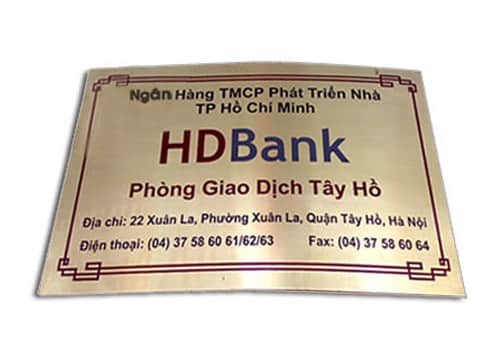 Ngân Hàng TMCP Phát Triển Nhà
TP Hồ Chí Minh
HDBank
Phòng Giao Dịch Tây Hồ
Địa chỉ: 22 Xuân La, Phường Xuân La, Quận Tây Hồ, Hà Nội
Điện thoại: (04) 37 58 60 61/62/63 Fax: (04) 37 58 60 64